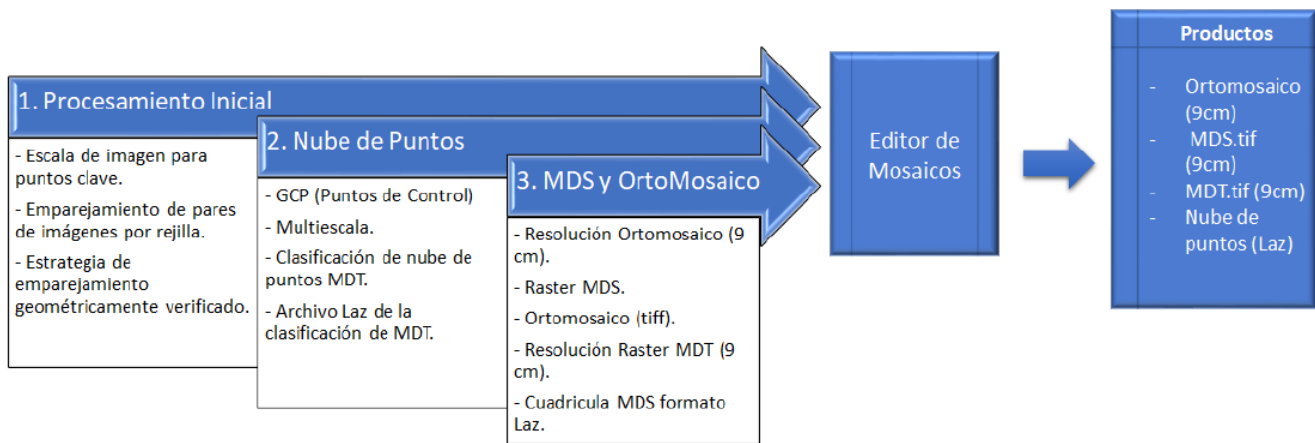 1. Procesamiento Inicial
- Escala de imagen para
puntos clave.
- Emparejamiento de pares
de imágenes por rejilla.
- Estrategia de
emparejamiento
geométricamente verificado.
2. Nube de Puntos
- GCP (Puntos de Control)
- Multiescala.
- Clasificación de nube de
puntos MDT.
- Archivo Laz de la
clasificación de MDT.
3. MDS y OrtoMosaico
- Resolución Ortomosaico (9
cm).
- Raster MDS.
- Ortomosaico (tiff).
- Resolución Raster MDT (9
cm).
- Cuadricula MDS formato
Laz.
Editor de
Mosaicos
Productos
- Ortomosaico
(9cm)
- MDS.tif
(9cm)
- MDT.tif (9cm)
- Nube de
puntos (Laz)